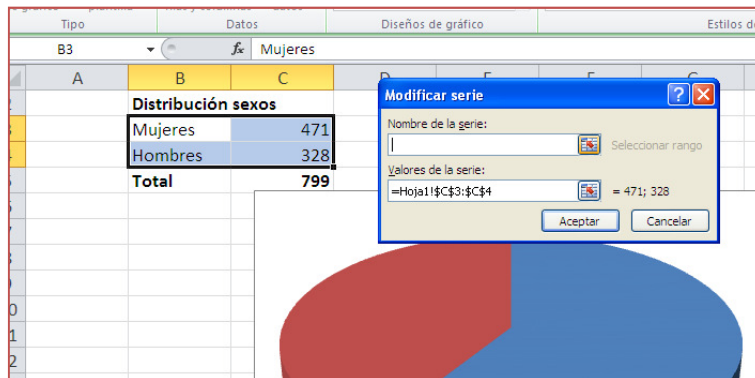 Tipo Datos Diseños de gráfico Estilos d
B3 fx Mujeres
A B C
Distribución sexos
Mujeres 471
Hombres 328
Total 799
Modificar serie
Nombre de la serie:
Seleccionar rango
Valores de la serie:
=Hoja1!$C$3:$C$4 = 471; 328
Aceptar Cancelar